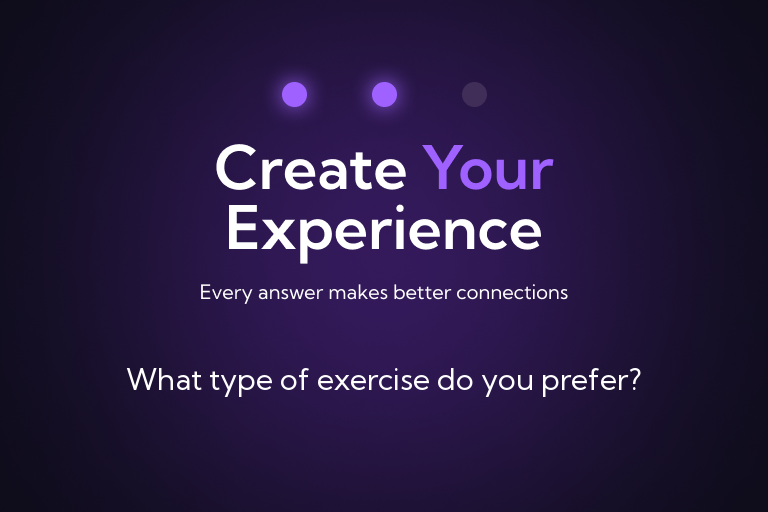 Create Your
Experience
Every answer makes better connections
What type of exercise do you prefer?